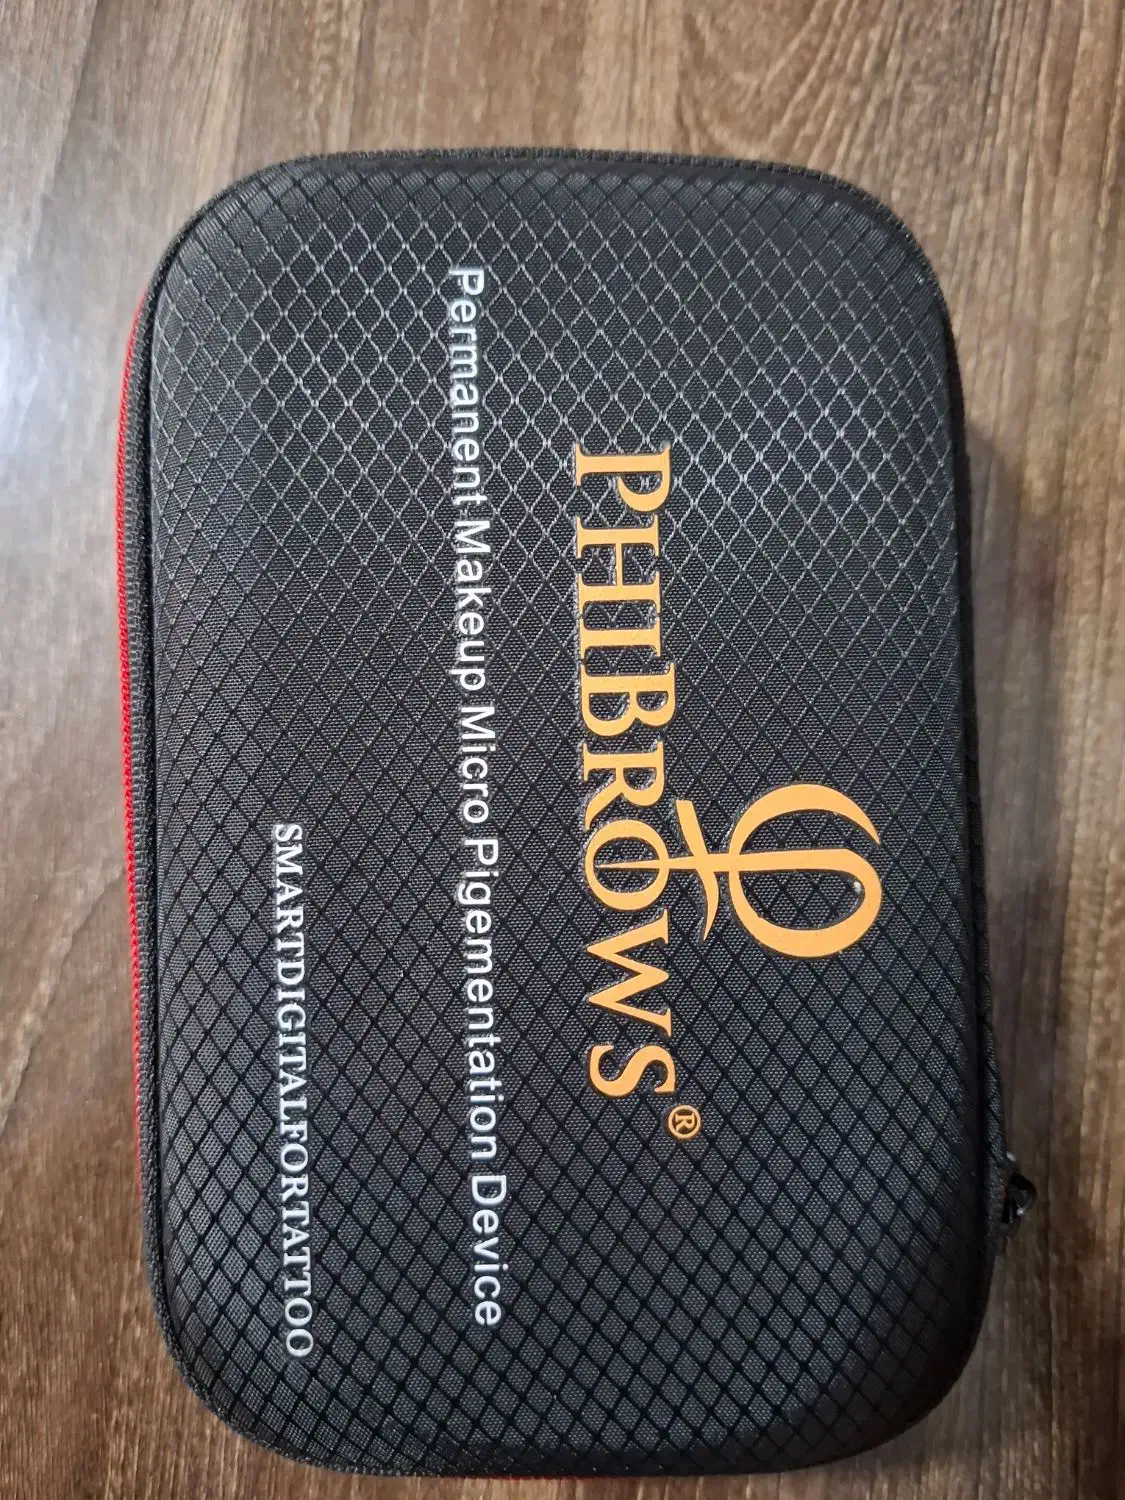 φ
PHIBROWS®
Permanent Makeup Micro Pigementation Device
SMARTDIGITALFORTATTOO